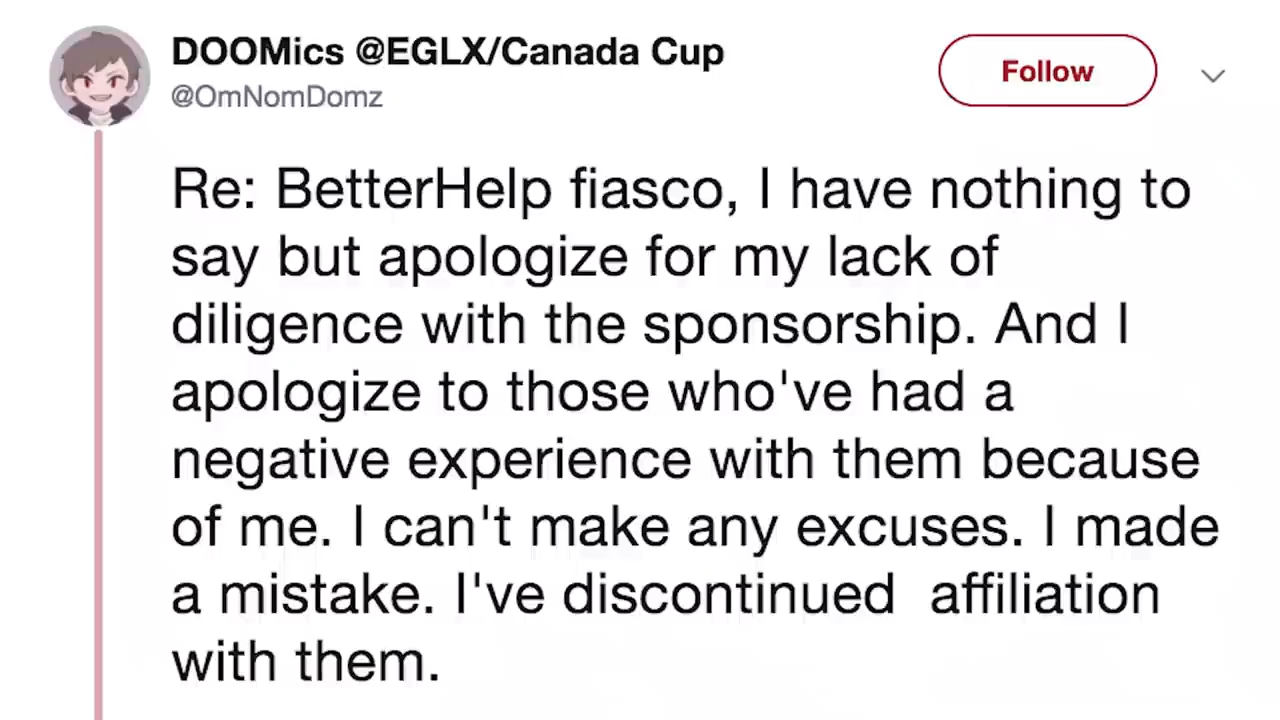 DOOMics @EGLX/Canada Cup
@OmNomDomz
Follow
Re: BetterHelp fiasco, I have nothing to
say but apologize for my lack of
diligence with the sponsorship. And I
apologize to those who've had a
negative experience with them because
of me. I can't make any excuses. I made
a mistake. I've discontinued  affiliation
with them.